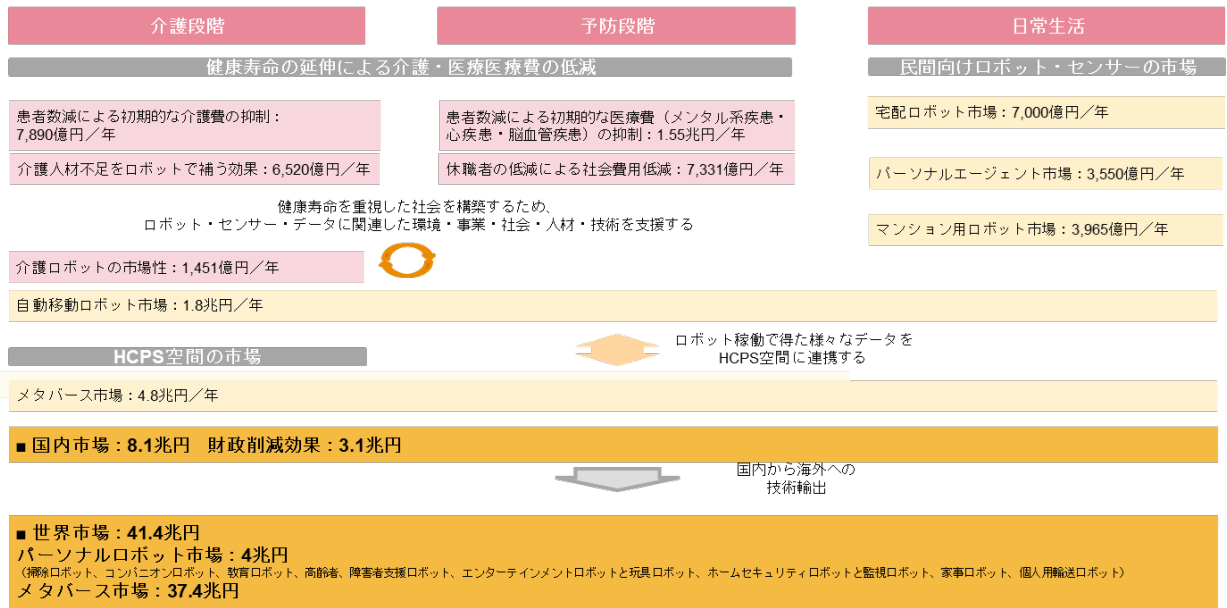 介護段階
予防段階
日常生活
健康寿命の延伸による介護・医療医療費の低減
民間向けロボット・センサーの市場
患者数減による初期的な介護費の抑制：
7,890億円／年
介護人材不足をロボットで補う効果：6,520億円／年
患者数減による初期的な医療費（メンタル系疾患・
心疾患・脳血管疾患）の抑制：1.55兆円／年
休職者の低減による社会費用低減：7,331億円／年
宅配ロボット市場：7,000億円／年
パーソナルエージェント市場：3,550億円／年
マンション用ロボット市場：3,965億円／年
健康寿命を重視した社会を構築するため、
ロボット・センサー・データに関連した環境・事業・社会・人材・技術を支援する
介護ロボットの市場性：1,451億円／年
自動移動ロボット市場：1.8兆円／年
ロボット稼働で得た様々なデータを
HCPS空間に連携する
HCPS空間の市場
メタバース市場：4.8兆円／年
■ 国内市場：8.1兆円　財政削減効果：3.1兆円
国内から海外への
技術輸出
■ 世界市場：41.4兆円
パーソナルロボット市場：4兆円
（掃除ロボット、コンパニオンロボット、教育ロボット、高齢者、障害者支援ロボット、エンターテインメントロボットと玩具ロボット、ホームセキュリティロボットと監視ロボット、家事ロボット、個人用輸送ロボット）
メタバース市場：37.4兆円